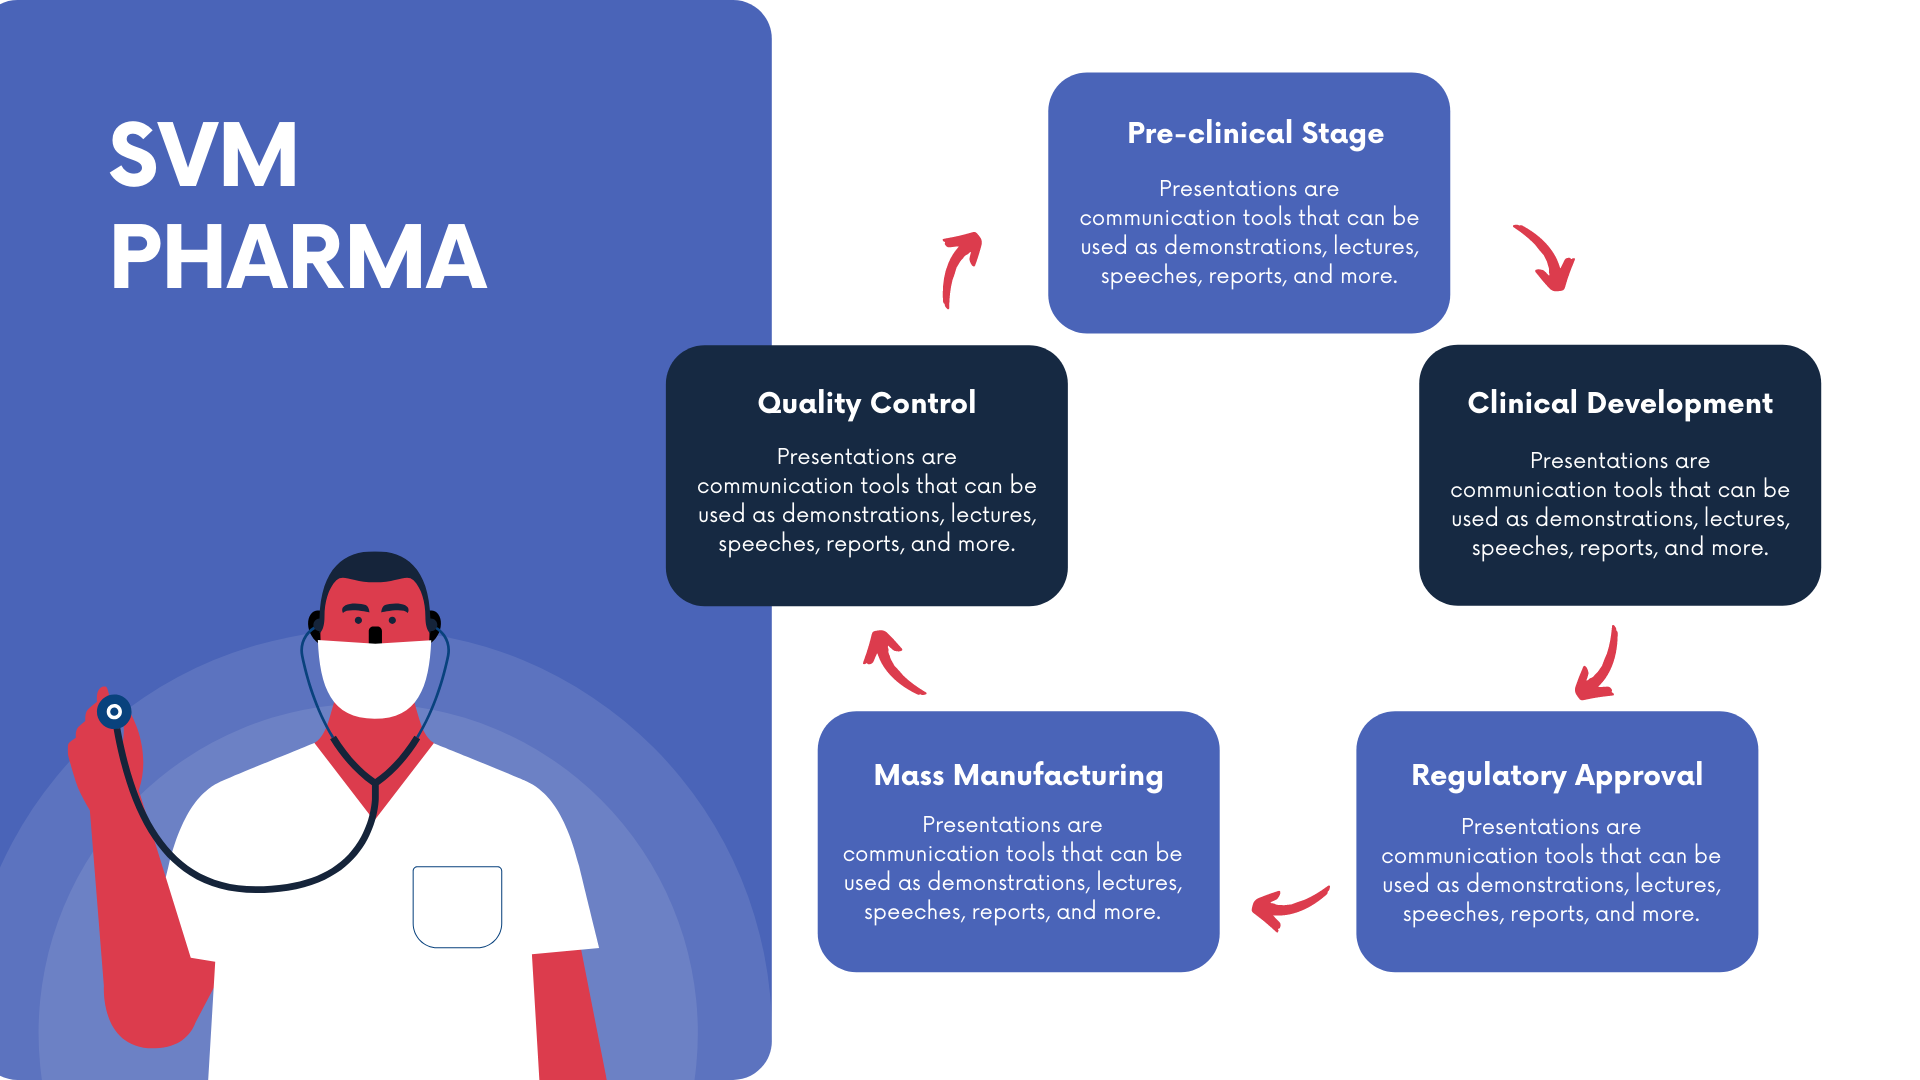 SVM
PHARMA
Pre-clinical Stage
Presentations are
communication tools that can be
used as demonstrations, lectures,
speeches, reports, and more.
Clinical Development
Presentations are
communication tools that can be
used as demonstrations, lectures,
speeches, reports, and more.
Regulatory Approval
Presentations are
communication tools that can be
used as demonstrations, lectures,
speeches, reports, and more.
Mass Manufacturing
Presentations are
communication tools that can be
used as demonstrations, lectures,
speeches, reports, and more.
Quality Control
Presentations are
communication tools that can be
used as demonstrations, lectures,
speeches, reports, and more.